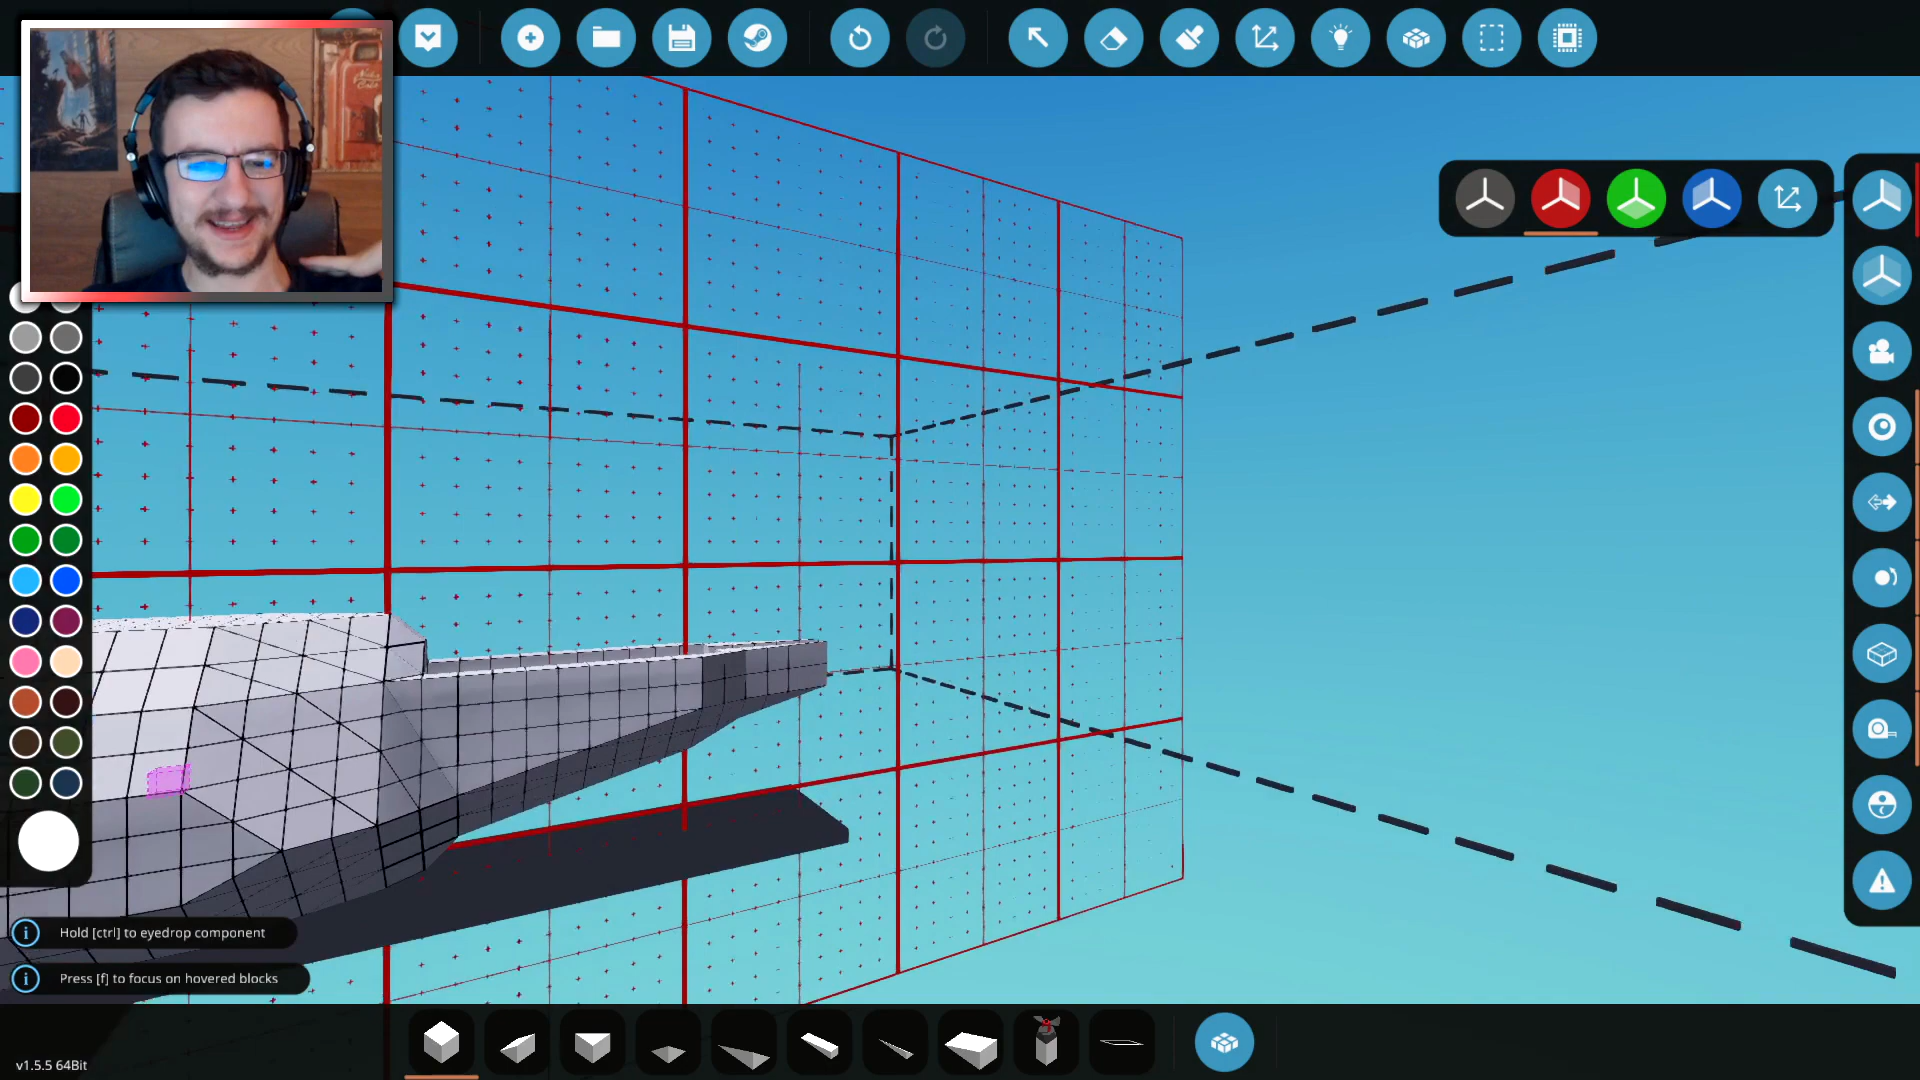 Hold [ctrl] to eyedrop component
Press [f] to focus on hovered blocks
v1.5.5 64Bit